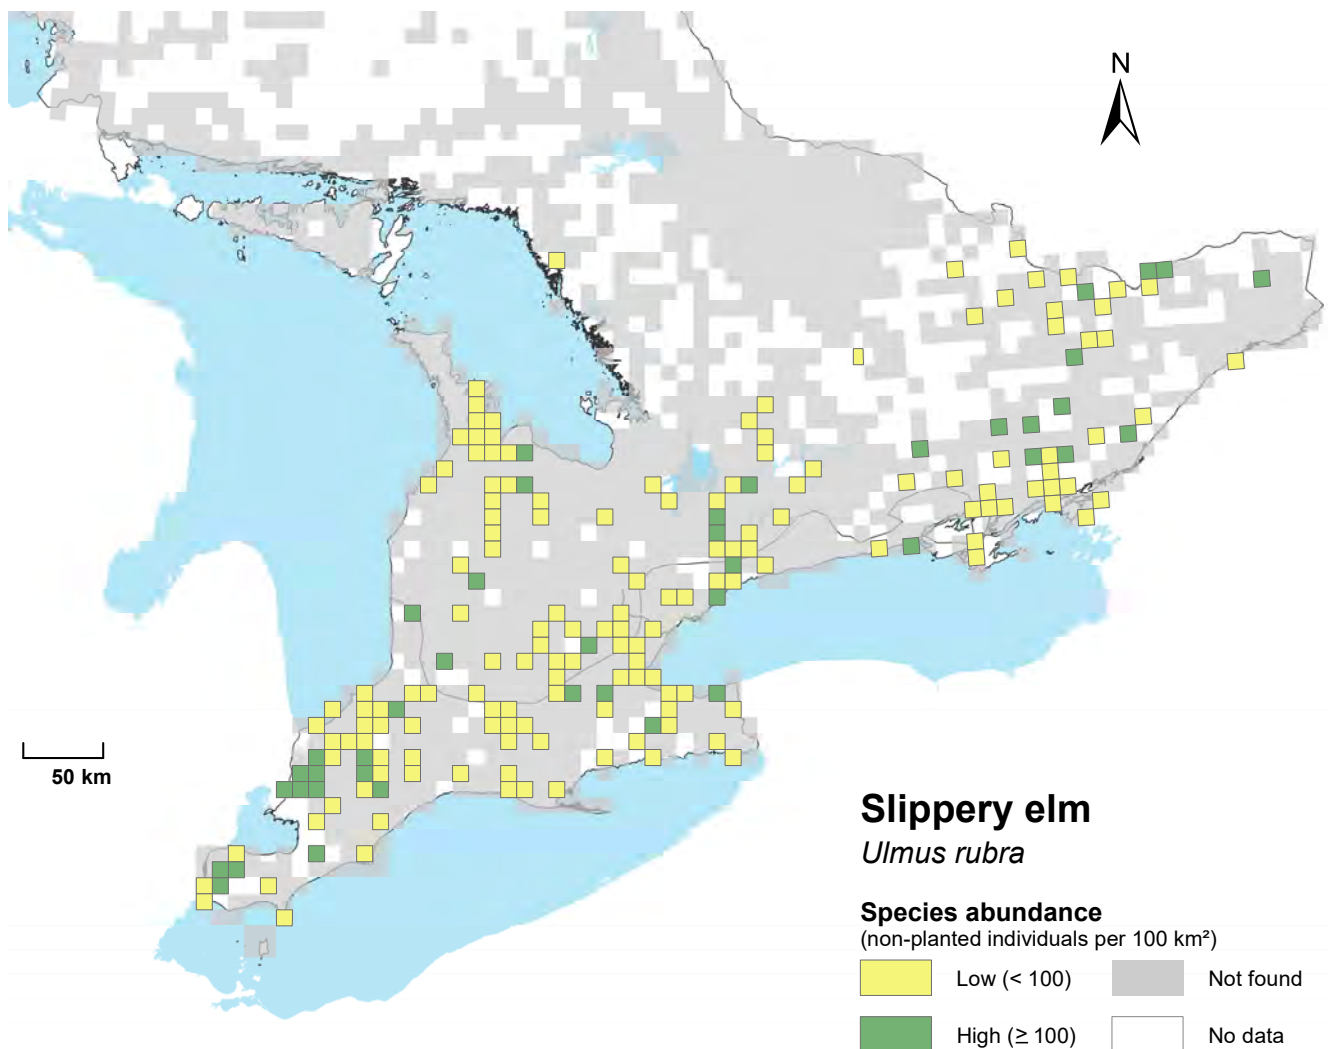 N
50 km
Slippery elm
Ulmus rubra
Species abundance
(non-planted individuals per 100 km²)
Low (< 100)
Not found
High (≥ 100)
No data